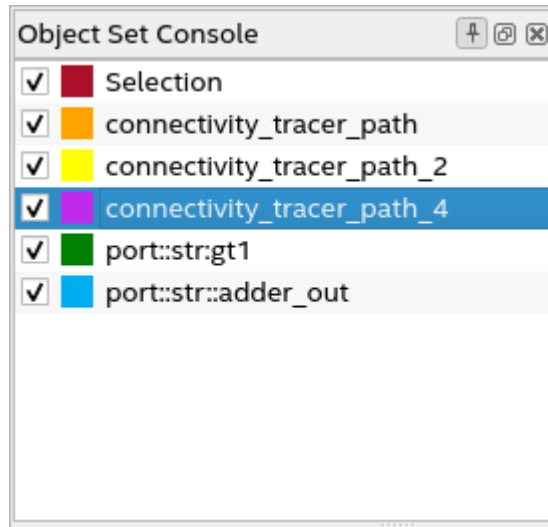 Object Set Console
Selection
connectivity_tracer_path
connectivity_tracer_path_2
connectivity_tracer_path_4
port::str:gt1
port::str::adder_out